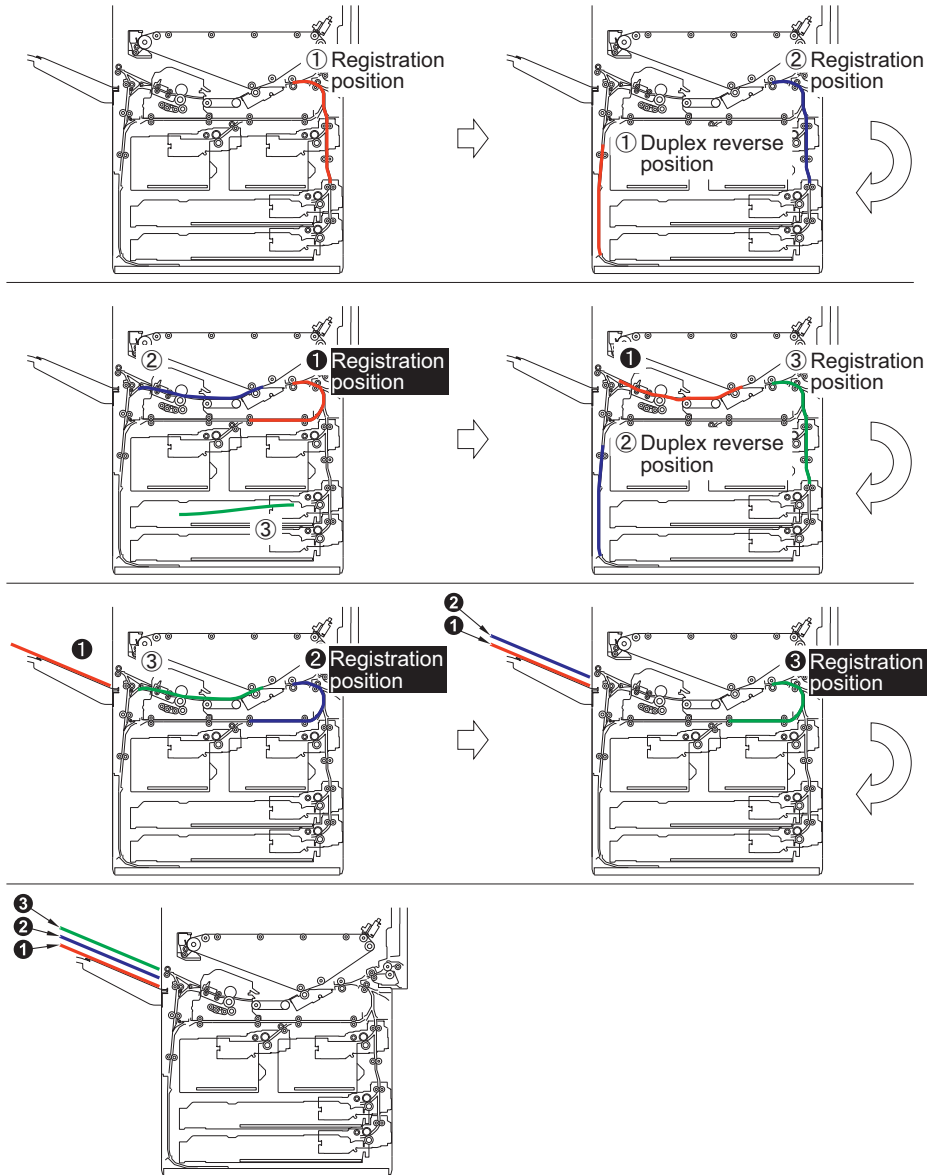 ① Registration
position
② Registration
position
① Duplex reverse
position
②
❶ Registration
position
③
❶
③ Registration
position
② Duplex reverse
position
❶
③
❷ Registration
position
❷
❶
❸ Registration
position
❸
❷
❶